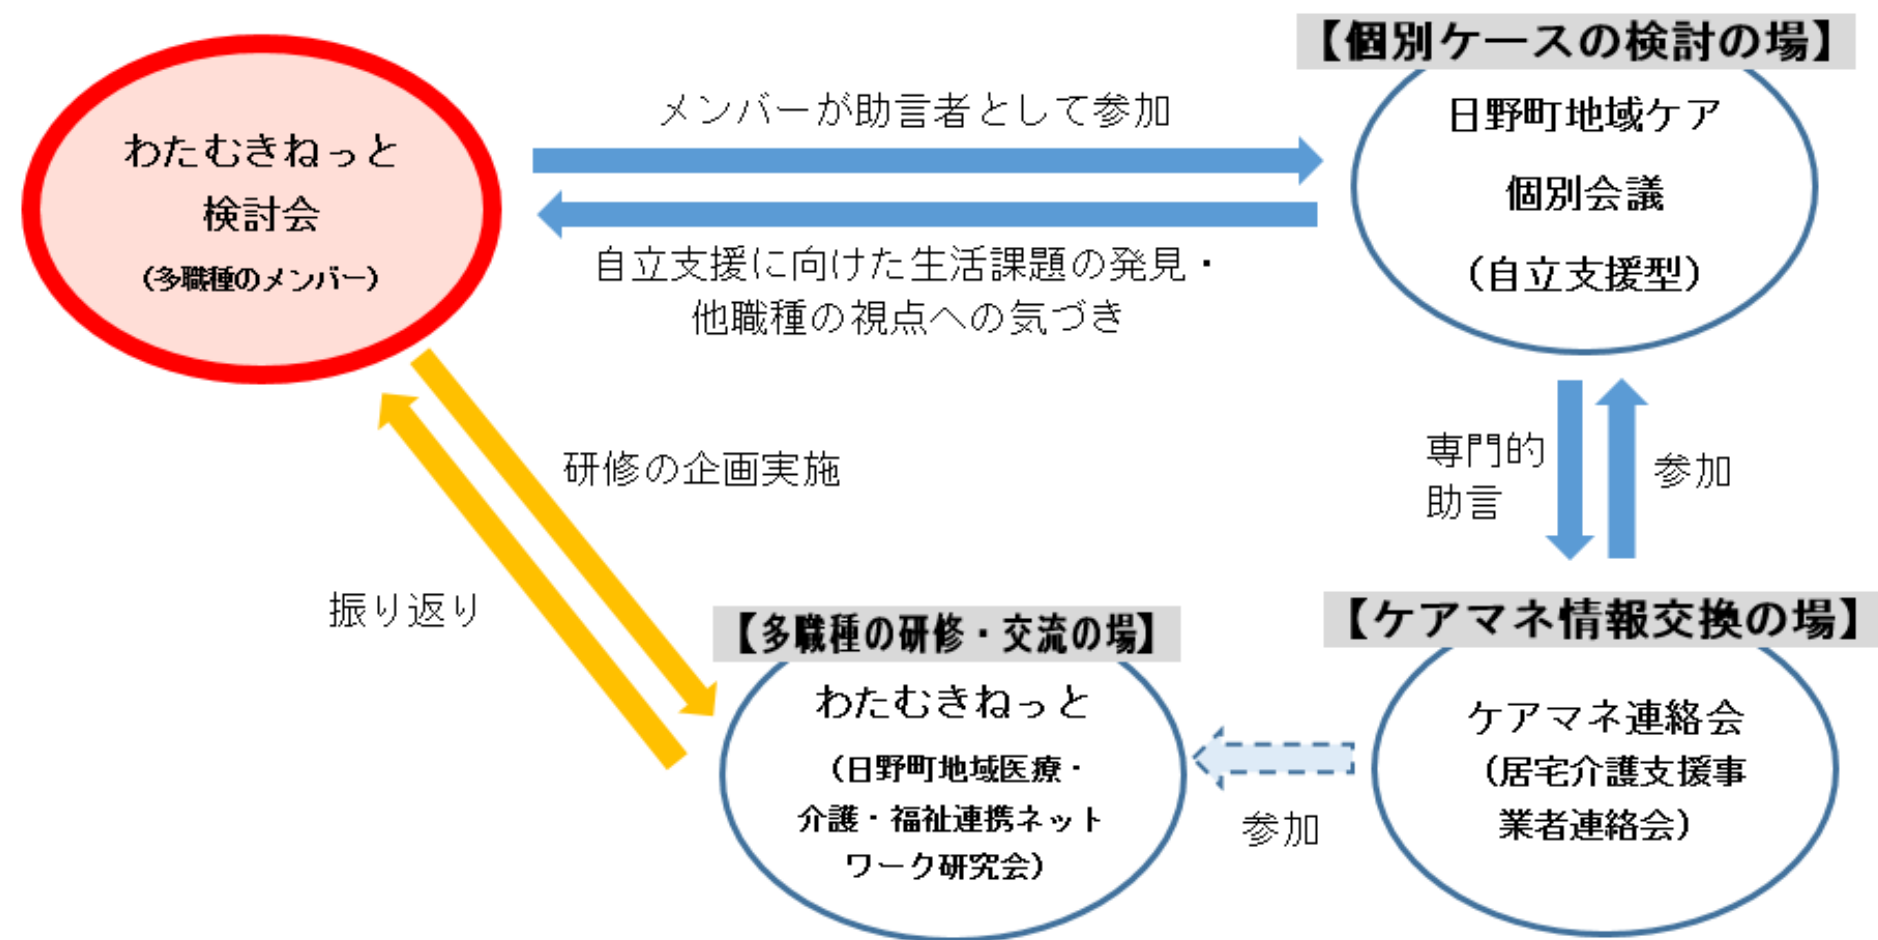 【個別ケースの検討の場】
わたむきねっと
検討会
（多職種のメンバー）
メンバーが助言者として参加
自立支援に向けた生活課題の発見・
他職種の視点への気づき
日野町地域ケア
個別会議
（自立支援型）
専門的
助言
参加
研修の企画実施
振り返り
【多職種の研修・交流の場】
わたむきねっと
（日野町地域医療・
介護・福祉連携ネット
ワーク研究会）
参加
【ケアマネ情報交換の場】
ケアマネ連絡会
（居宅介護支援事
業者連絡会）